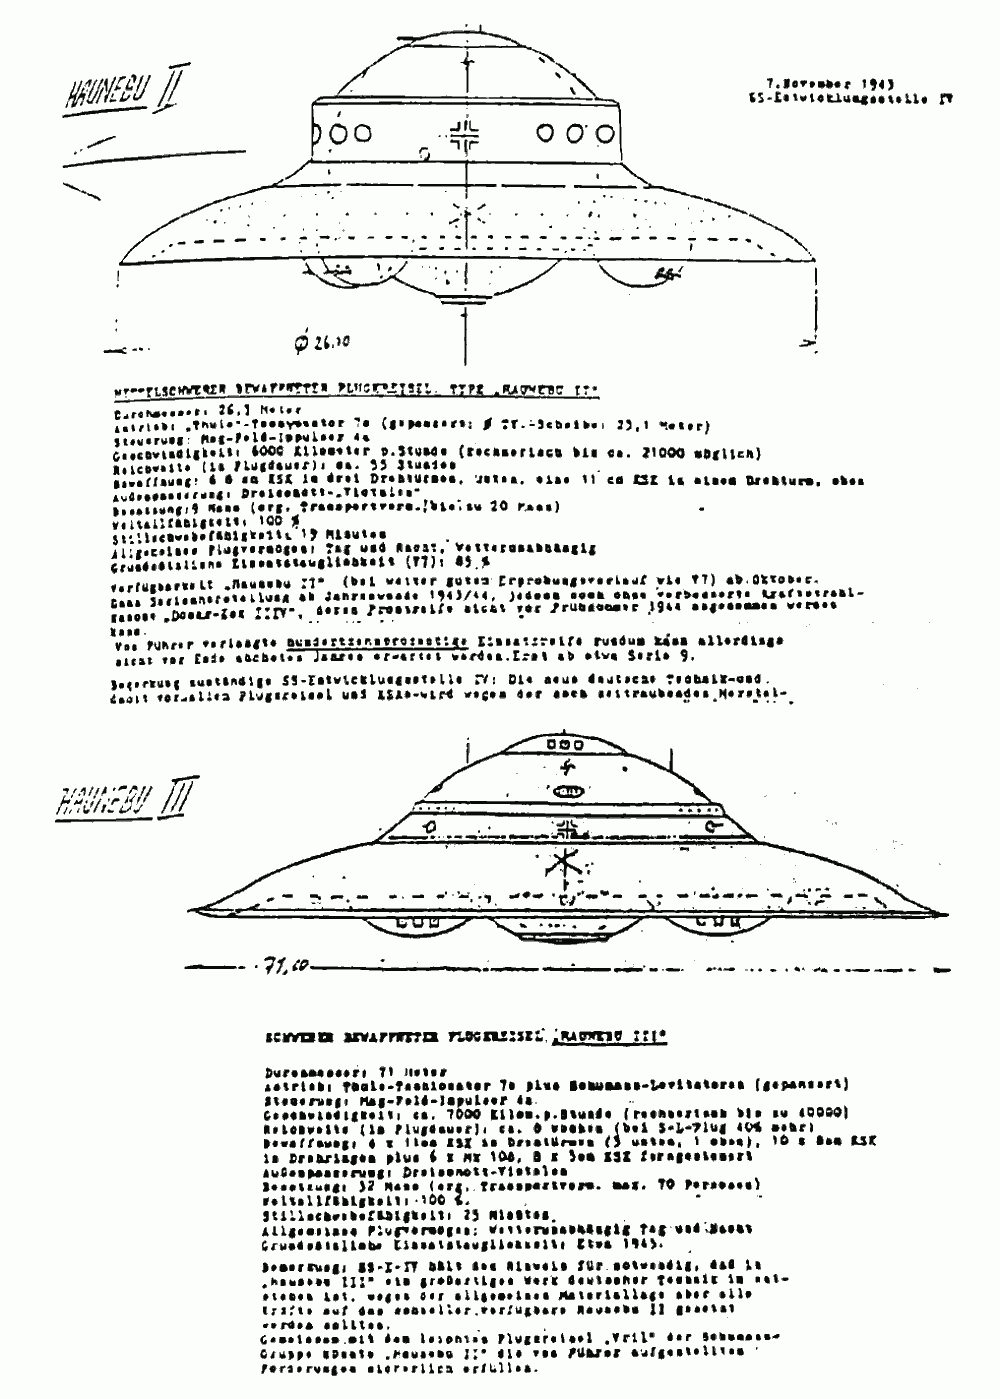 HAUNEBU II
7.November 1943
SS-Entwicklungsstelle IV
Ø 26,30
MITTELSCHWERER BEWAFFNETER FLUGKREISEL, TYPE „HAUNEBU II"
Durchmesser: 26,3 Meter
Antrieb: „Thule"-Tachyonator 7c (gepanzert; Ø TY.-Scheibe: 23,1 Meter)
Steuerung: Mag-Feld-Impulser 4a
Geschwindigkeit: 6000 Kilometer p.Stunde (rechnerisch bis ca. 21000 möglich)
Reichweite (in Flugdauer): ca. 55 Stunden
Bewaffnung: 6 8 cm KSK in drei Drehtürmen, unten, eine 11 cm KSK in einem Drehturm, oben
Außenpanzerung: Dreischott-„Victalen"
Besatzung:9 Mann (erg. Transportverm. bis zu 20 Mann)
Weltallfähigkeit: 100 %
Stillschwebefähigkeit: 19 Minuten
Allgemeines Flugvermögen: Tag und Nacht, Wetterunabhängig
Grundsätzliche Einsatztauglichkeit (V7): 85 %
Verfügbarkeit „Haunebu II" (bei weiter guten Erprobungsverlauf wie V7) ab Oktober.
Dann Serienherstellung ab Jahreswende 1943/44, jedoch noch ohne verbesserte Kraftstrahl-
kanone „Donar-KSK IIIV", deren Frontreife nicht vor Frühsommer 1944 angenommen werden
kann.
Vom Führer verlangte hundertzehnprozentige Einsatzreife rundum kann allerdings
nicht vor Ende nächsten Jahres erwartet werden.Erst ab etwa Serie 9.
Bemerkung zuständige SS-Entwicklungsstelle IV: Die neue deutsche Technik-und
damit vorallem Flugkreisel und KSKs-wird wegen der noch zeitraubenden Herstel-
HAUNEBU III
71,00
SCHWERER BEWAFFNETER FLUGKREISEL „HAUNEBU III"
Durchmesser: 71 Meter
Antrieb: Thule-Tachionator 7c plus Schumann-Levitatoren (gepanzert)
Steuerung: Mag-Feld-Impulser 4a
Geschwindigkeit: ca. 7000 Kilom.p.Stunde (rechnerisch bis zu 40000)
Reichweite (in Flugdauer): ca. 8 Wochen (bei S-L-Flug 40% mehr)
Bewaffnung: 4 x 11cm KSK in Drehtürmen (3 unten, 1 oben), 10 x 8cm KSK
in Drehringen plus 6 x MK 108, 8 x 3cm KSK ferngesteuert
Außenpanzerung: Dreischott-Victalen
Besatzung: 32 Mann (erg. Transportverm. max. 70 Personen)
Weltallfähigkeit: 100 %.
Stillschwebefähigkeit: 25 Minuten
Allgemeines Flugvermögen: Wetterunabhängig Tag und Nacht
Grundsätzliche Einsatztauglichkeit: Etwa 1945.
Bemerkung: SS-E-IV hält den Hinweis für notwendig, daß in
„Haunebu III" ein großartiges Werk deutscher Technik im ent-
stehen ist, wegen der allgemeinen Materiallage aber alle
Kräfte auf das schneller verfügbare Haunebu II gesetzt
werden sollten.
Gemeinsam mit dem leichten Flugkreisel „Vril" der Schumann-
Gruppe könnte „Haunebu II" die vom Führer aufgestellten
Forderungen sicherlich erfüllen.